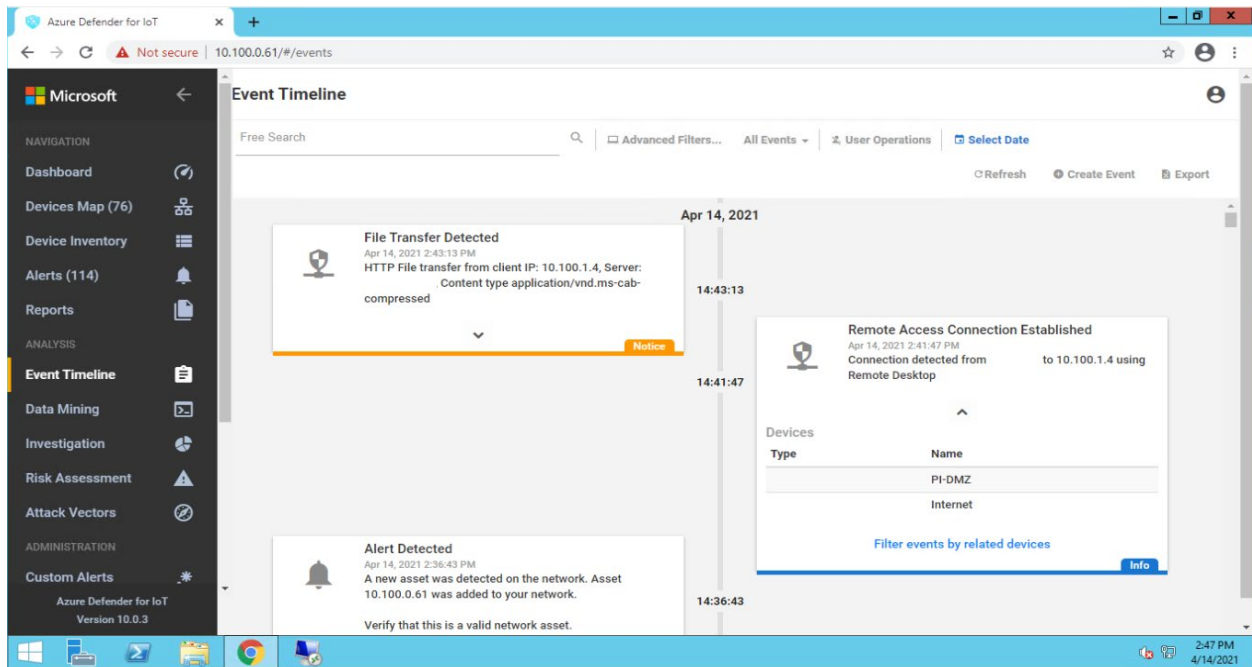 Azure Defender for IoT
Not secure | 10.100.0.61/#/events
Microsoft
Event Timeline
NAVIGATION
Dashboard
Devices Map (76)
Device Inventory
Alerts (114)
Reports
ANALYSIS
Event Timeline
Data Mining
Investigation
Risk Assessment
Attack Vectors
ADMINISTRATION
Custom Alerts
Azure Defender for IoT
Version 10.0.3
Free Search
Advanced Filters...
All Events
User Operations
Select Date
Refresh
Create Event
Export
Apr 14, 2021
File Transfer Detected
Apr 14, 2021 2:43:13 PM
HTTP File transfer from client IP: 10.100.1.4, Server:
. Content type application/vnd.ms-cab-
compressed
Notice
14:43:13
Remote Access Connection Established
Apr 14, 2021 2:41:47 PM
Connection detected from to 10.100.1.4 using
Remote Desktop
14:41:47
Devices
Type Name
PI-DMZ
Internet
Filter events by related devices
Info
Alert Detected
Apr 14, 2021 2:36:43 PM
A new asset was detected on the network. Asset
10.100.0.61 was added to your network.
Verify that this is a valid network asset.
14:36:43
2:47 PM
4/14/2021